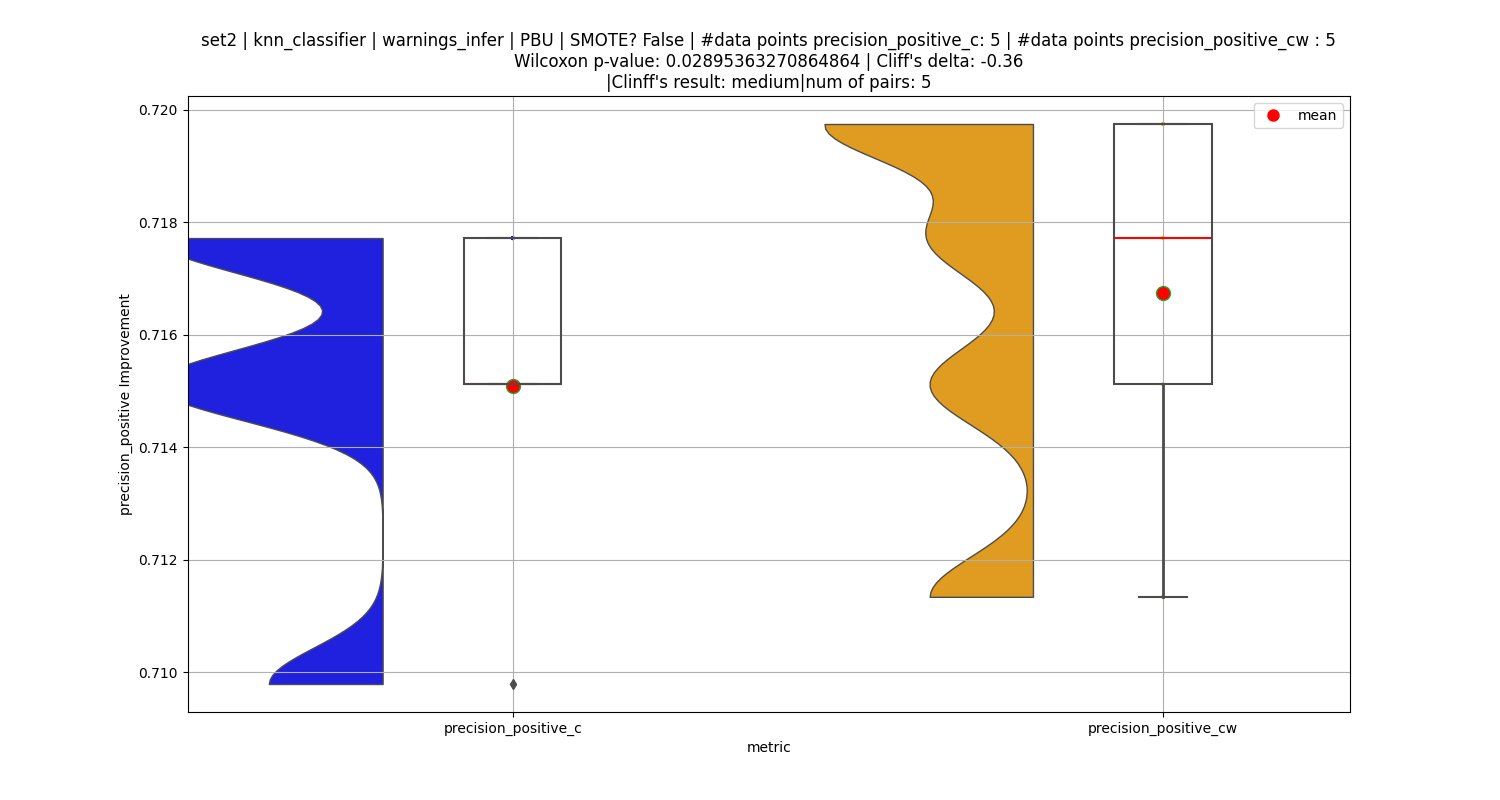 set2 | knn_classifier | warnings_infer | PBU | SMOTE? False | #data points precision_positive_c: 5 | #data points precision_positive_cw : 5
Wilcoxon p-value: 0.02895363270864864 | Cliff's delta: -0.36
|Clinff's result: medium|num of pairs: 5
mean
precision_positive Improvement
0.720
0.718
0.716
0.714
0.712
0.710
precision_positive_c
precision_positive_cw
metric